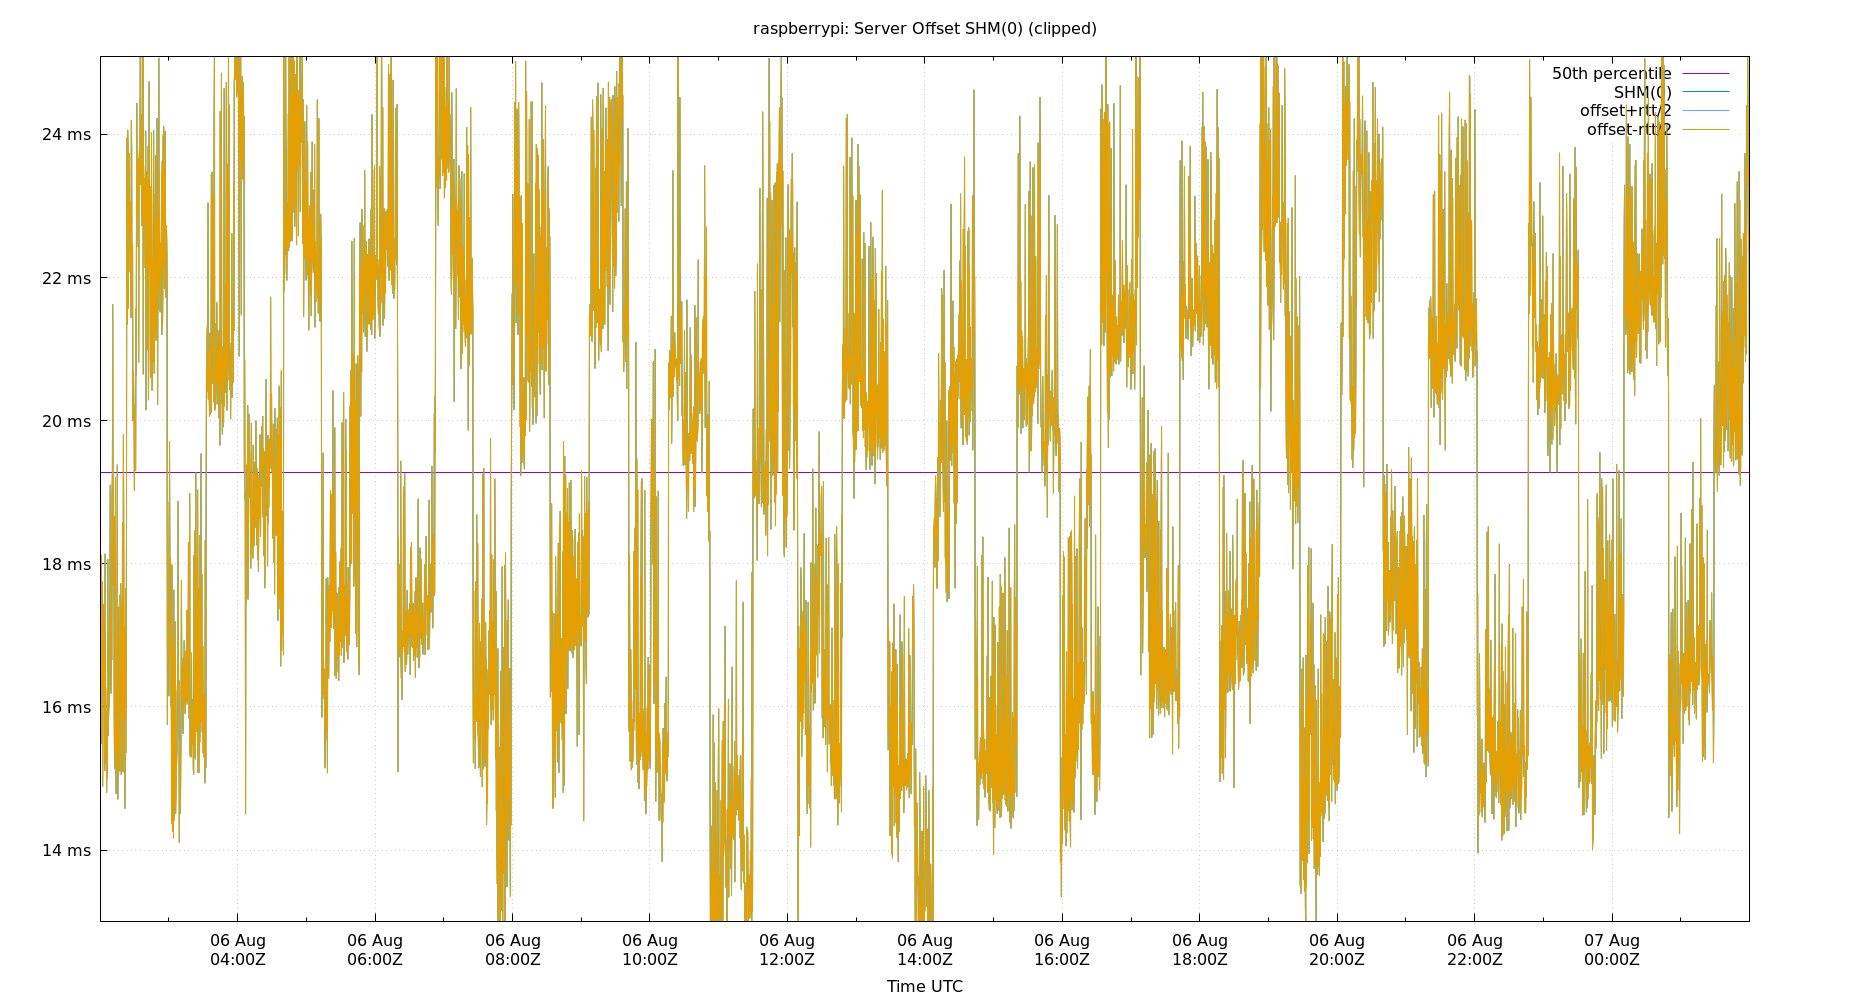 raspberrypi: Server Offset SHM(0) (clipped)
50th percentile
SHM(0)
offset+rtt/2
offset-rtt/2
24 ms
22 ms
20 ms
18 ms
16 ms
14 ms
06 Aug 06 Aug 06 Aug 06 Aug 06 Aug 06 Aug 06 Aug 06 Aug 06 Aug 06 Aug 07 Aug
04:00Z 06:00Z 08:00Z 10:00Z 12:00Z 14:00Z 16:00Z 18:00Z 20:00Z 22:00Z 00:00Z
Time UTC